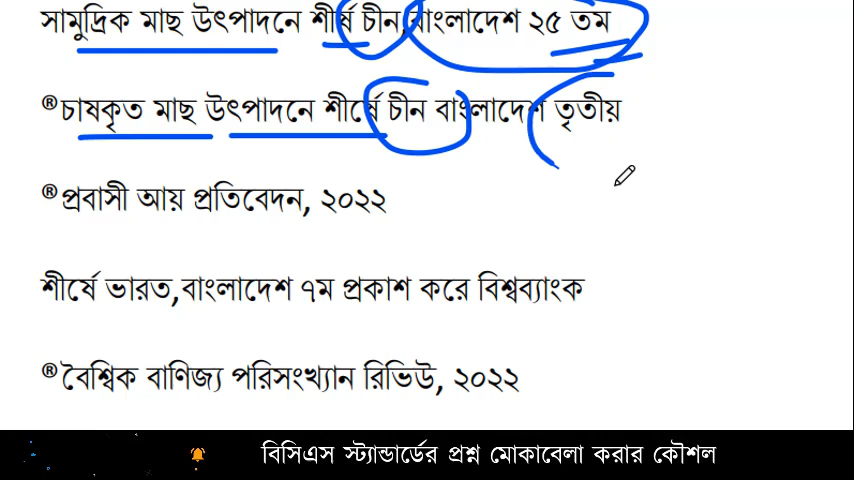 সামুদ্রিক মাছ উৎপাদনে শীর্ষ চীন,বাংলাদেশ ২৫ তম
®চাষকৃত মাছ উৎপাদনে শীর্ষে চীন বাংলাদেশ তৃতীয়
®প্রবাসী আয় প্রতিবেদন, ২০২২
শীর্ষে ভারত,বাংলাদেশ ৭ম প্রকাশ করে বিশ্বব্যাংক
®বৈশ্বিক বাণিজ্য পরিসংখ্যান রিভিউ, ২০২২
বিসিএস স্ট্যান্ডার্ডের প্রশ্ন মোকাবেলা করার কৌশল